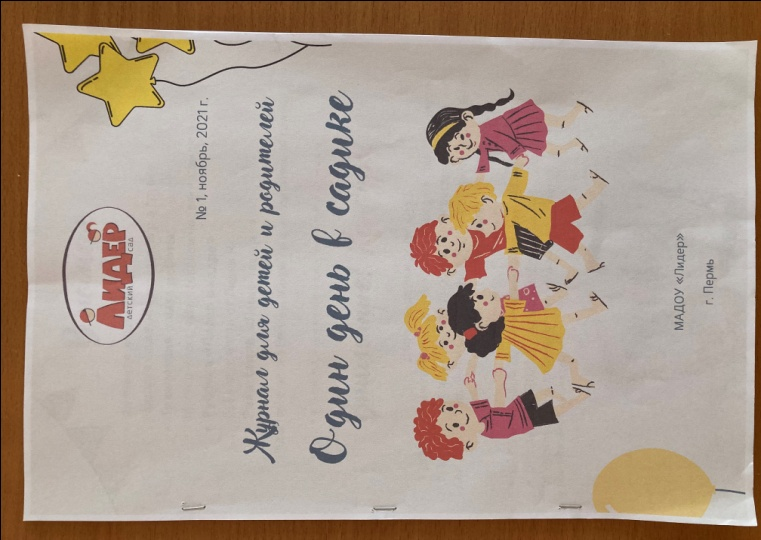 ЛИДЕР
детский сад
№ 1, ноябрь, 2021 г.
Журнал для детей и родителей
Один день в садике
МАДОУ «Лидер»
г. Пермь